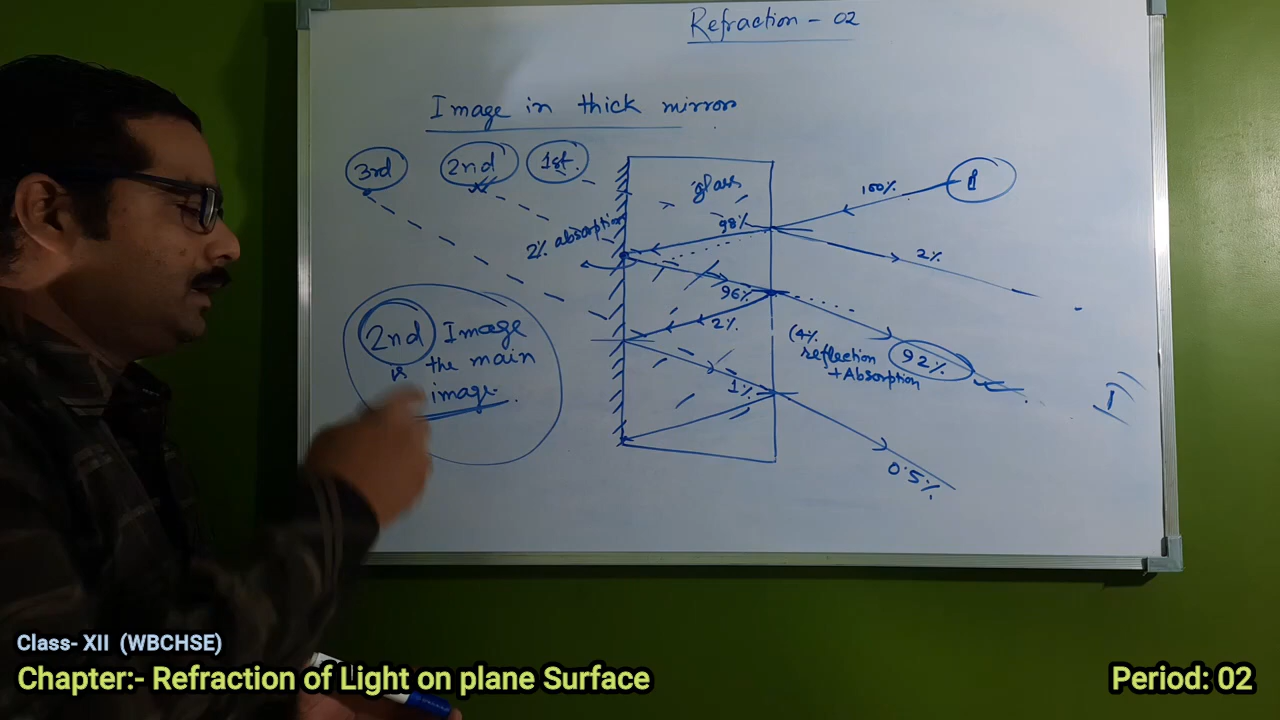 Refraction - 02
Image in thick mirror
3rd
2nd
1st.
glass
100%
98%
2%
2% absorption
96%
2%
(4%
reflection
+ Absorption
92%
2nd Image
is the main
image.
1%
0.5%
I
Class- XII (WBCHSE)
Chapter:- Refraction of Light on plane Surface
Period: 02